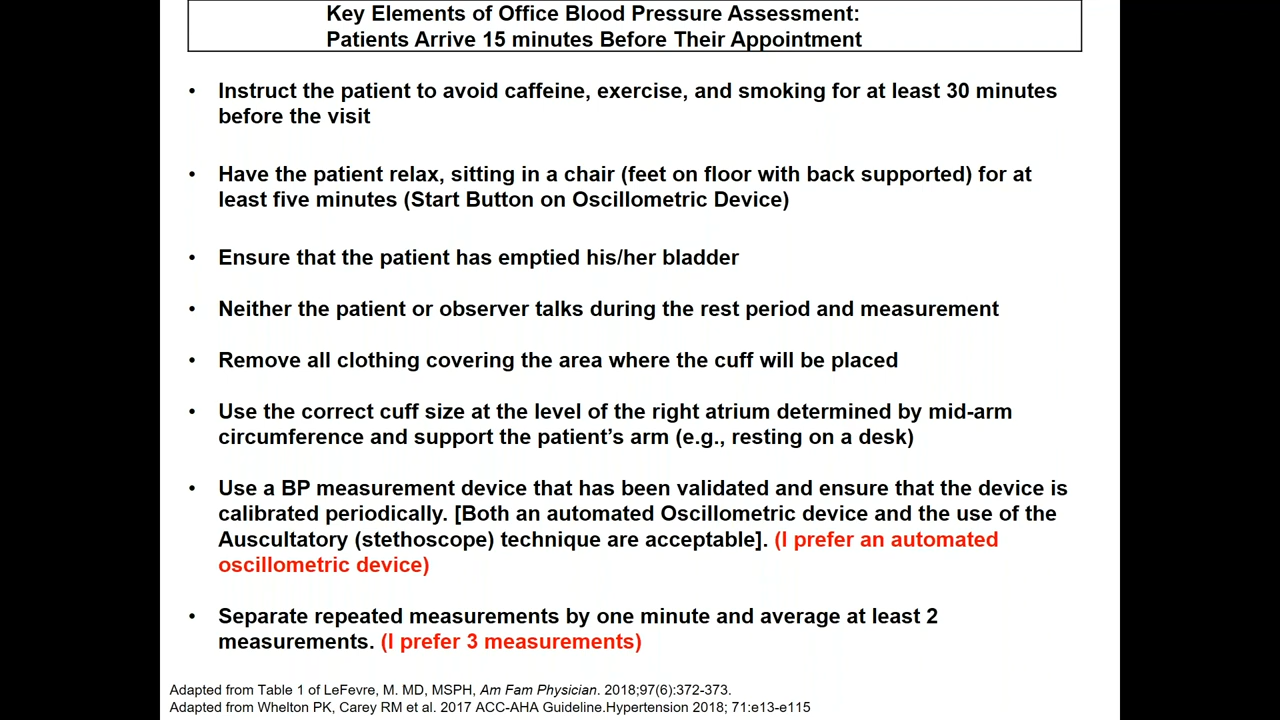 Key Elements of Office Blood Pressure Assessment:
Patients Arrive 15 minutes Before Their Appointment
• Instruct the patient to avoid caffeine, exercise, and smoking for at least 30 minutes
before the visit
• Have the patient relax, sitting in a chair (feet on floor with back supported) for at
least five minutes (Start Button on Oscillometric Device)
• Ensure that the patient has emptied his/her bladder
• Neither the patient or observer talks during the rest period and measurement
• Remove all clothing covering the area where the cuff will be placed
• Use the correct cuff size at the level of the right atrium determined by mid-arm
circumference and support the patient’s arm (e.g., resting on a desk)
• Use a BP measurement device that has been validated and ensure that the device is
calibrated periodically. [Both an automated Oscillometric device and the use of the
Auscultatory (stethoscope) technique are acceptable]. (I prefer an automated
oscillometric device)
• Separate repeated measurements by one minute and average at least 2
measurements. (I prefer 3 measurements)
Adapted from Table 1 of LeFevre, M. MD, MSPH, Am Fam Physician. 2018;97(6):372-373.
Adapted from Whelton PK, Carey RM et al. 2017 ACC-AHA Guideline.Hypertension 2018; 71:e13-e115